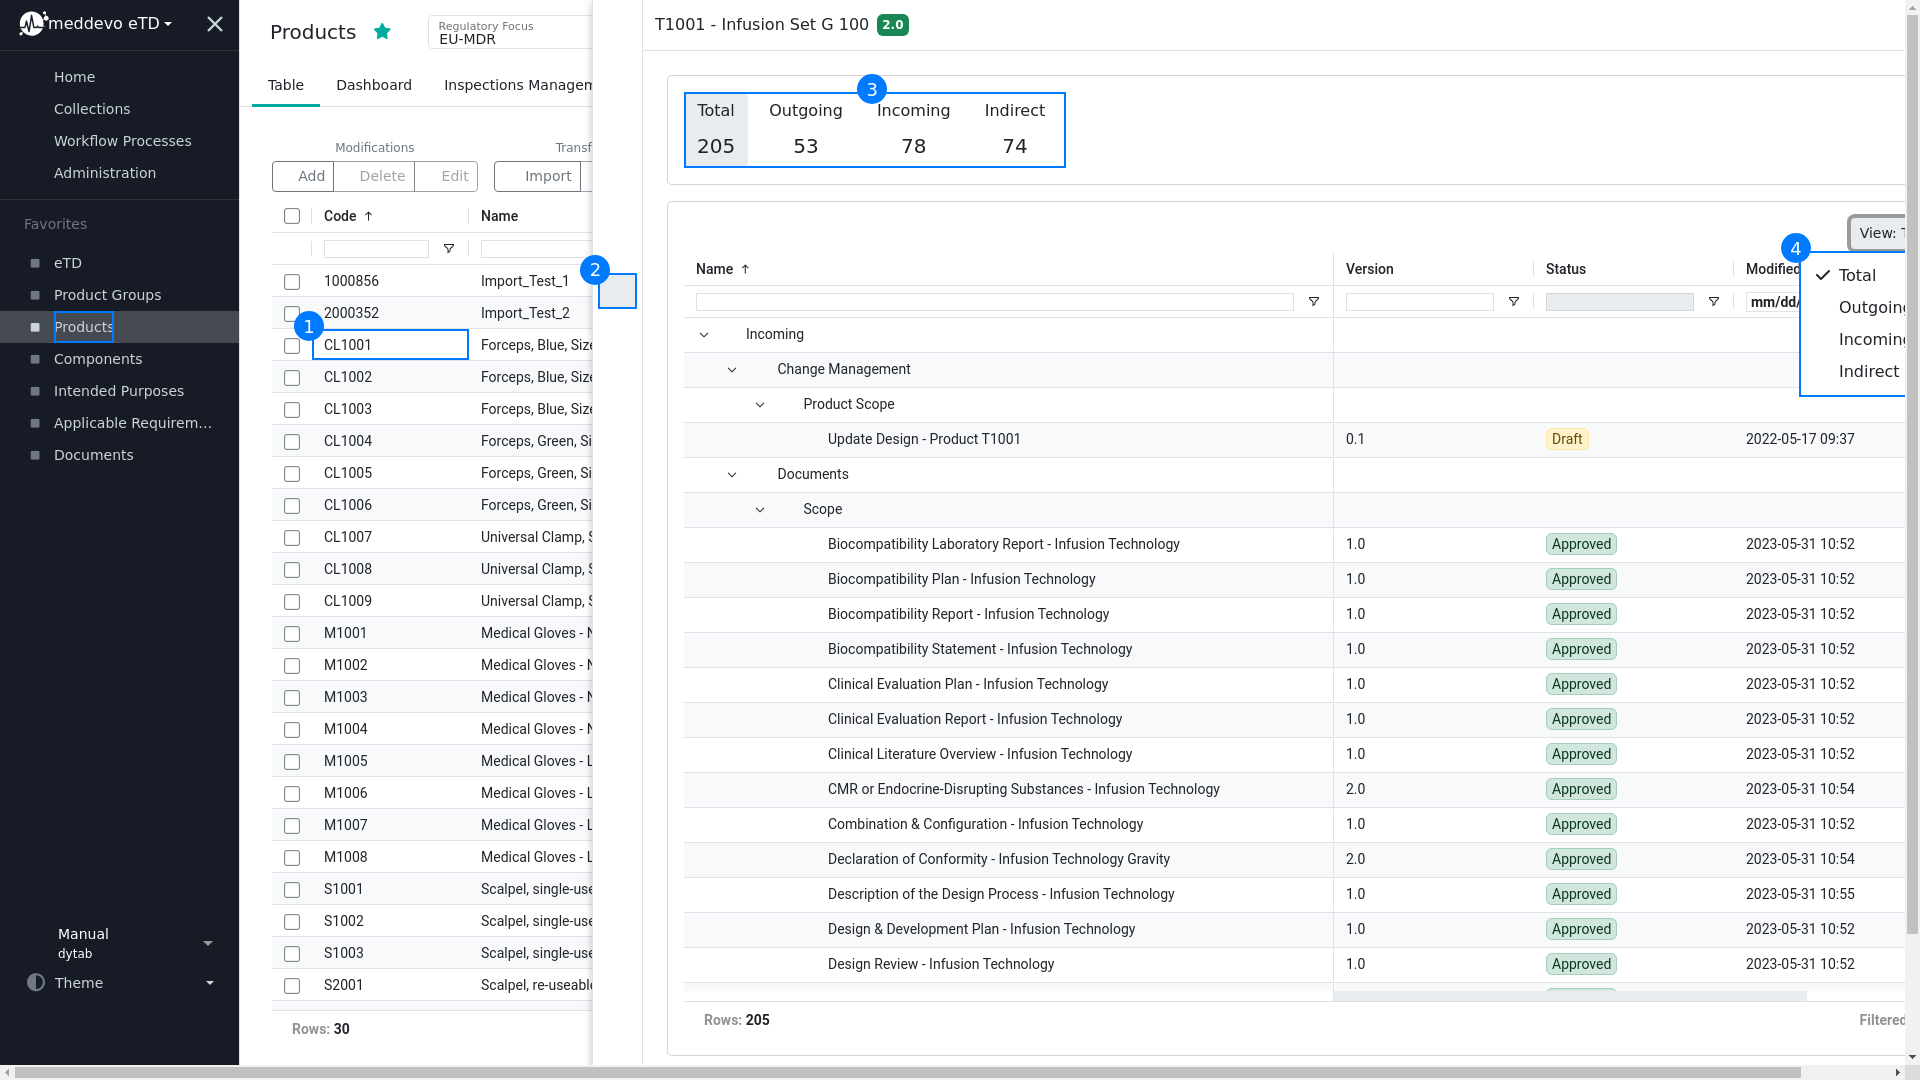 meddevo eTD
Home
Collections
Workflow Processes
Administration
Favorites
eTD
Product Groups
Products
Components
Intended Purposes
Applicable Requirem...
Documents
Manual
dytab
Theme
Products
Regulatory Focus
EU-MDR
Table Dashboard Inspections Managem
Modifications Transf
Add Delete Edit Import
Code ↑ Name
1000856 Import_Test_1
2000352 Import_Test_2
CL1001 Forceps, Blue, Size
CL1002 Forceps, Blue, Size
CL1003 Forceps, Blue, Size
CL1004 Forceps, Green, Si
CL1005 Forceps, Green, Si
CL1006 Forceps, Green, Si
CL1007 Universal Clamp, S
CL1008 Universal Clamp, S
CL1009 Universal Clamp, S
M1001 Medical Gloves - N
M1002 Medical Gloves - N
M1003 Medical Gloves - N
M1004 Medical Gloves - N
M1005 Medical Gloves - L
M1006 Medical Gloves - L
M1007 Medical Gloves - L
M1008 Medical Gloves - L
S1001 Scalpel, single-use
S1002 Scalpel, single-use
S1003 Scalpel, single-use
S2001 Scalpel, re-useable
Rows: 30
1
2
T1001 - Infusion Set G 100 2.0
3
Total Outgoing Incoming Indirect
205 53 78 74
View: T
4
Total
Outgoing
Incoming
Indirect
Name ↑ Version Status Modified
mm/dd/
Incoming
Change Management
Product Scope
Update Design - Product T1001 0.1 Draft 2022-05-17 09:37
Documents
Scope
Biocompatibility Laboratory Report - Infusion Technology 1.0 Approved 2023-05-31 10:52
Biocompatibility Plan - Infusion Technology 1.0 Approved 2023-05-31 10:52
Biocompatibility Report - Infusion Technology 1.0 Approved 2023-05-31 10:52
Biocompatibility Statement - Infusion Technology 1.0 Approved 2023-05-31 10:52
Clinical Evaluation Plan - Infusion Technology 1.0 Approved 2023-05-31 10:52
Clinical Evaluation Report - Infusion Technology 1.0 Approved 2023-05-31 10:52
Clinical Literature Overview - Infusion Technology 1.0 Approved 2023-05-31 10:52
CMR or Endocrine-Disrupting Substances - Infusion Technology 2.0 Approved 2023-05-31 10:54
Combination & Configuration - Infusion Technology 1.0 Approved 2023-05-31 10:52
Declaration of Conformity - Infusion Technology Gravity 2.0 Approved 2023-05-31 10:54
Description of the Design Process - Infusion Technology 1.0 Approved 2023-05-31 10:55
Design & Development Plan - Infusion Technology 1.0 Approved 2023-05-31 10:52
Design Review - Infusion Technology 1.0 Approved 2023-05-31 10:52
Rows: 205 Filtered